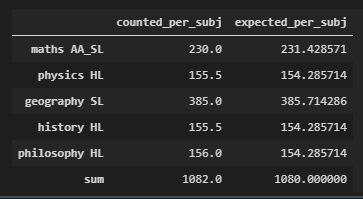 counted_per_subj expected_per_subj
maths AA_SL 230.0 231.428571
physics HL 155.5 154.285714
geography SL 385.0 385.714286
history HL 155.5 154.285714
philosophy HL 156.0 154.285714
sum 1082.0 1080.000000